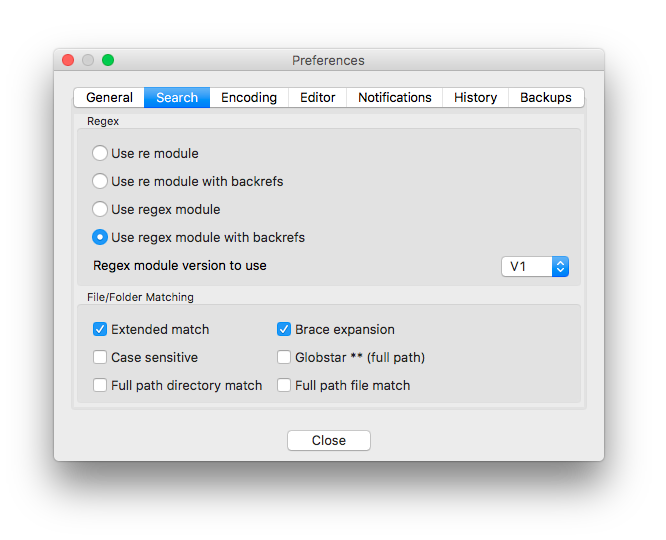 Preferences
General Search Encoding Editor Notifications History Backups
Regex
Use re module
Use re module with backrefs
Use regex module
Use regex module with backrefs
Regex module version to use V1
File/Folder Matching
Extended match Brace expansion
Case sensitive Globstar ** (full path)
Full path directory match Full path file match
Close